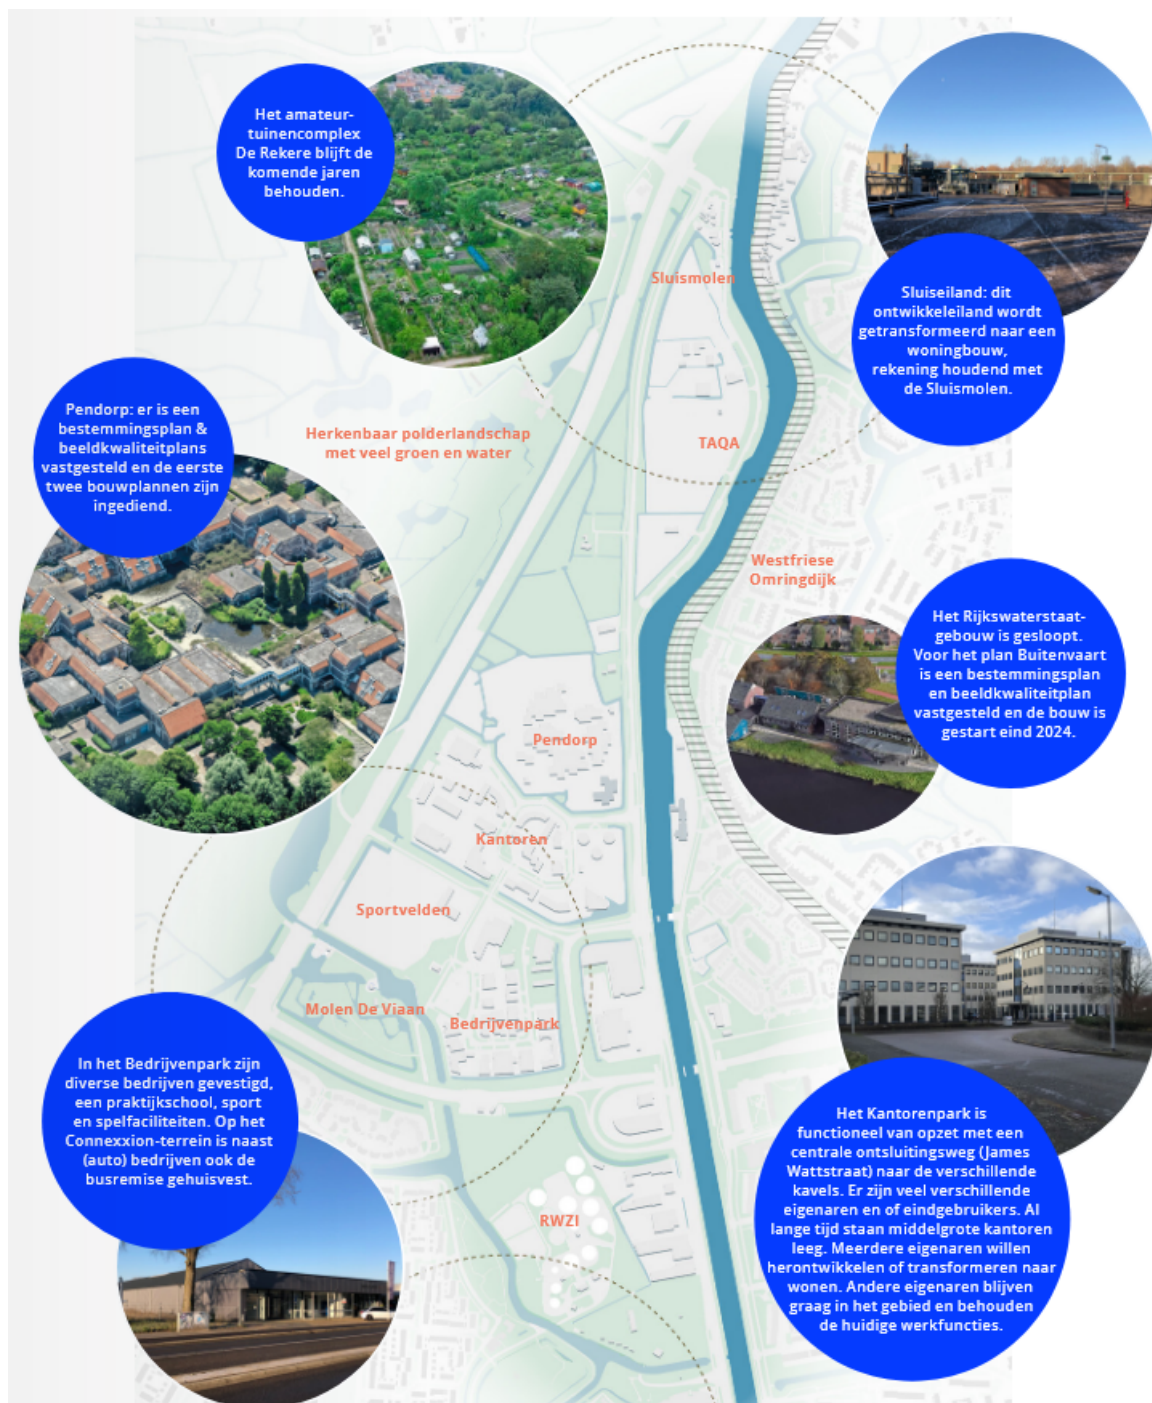 Het amateur-
tuinencomplex
De Rekere blijft de
komende jaren
behouden.
Sluismolen
Sluiseiland: dit
ontwikkeleiland wordt
getransformeerd naar een
woningbouw,
rekening houdend met
de Sluismolen.
Pendorp: er is een
bestemmingsplan &
beeldkwaliteitplans
vastgesteld en de eerste
twee bouwplannen zijn
ingediend.
Herkenbaar polderlandschap
met veel groen en water
TAQA
Westfriese
Omringdijk
Het Rijkswaterstaat-
gebouw is gesloopt.
Voor het plan Buitenvaart
is een bestemmingsplan
en beeldkwaliteitplan
vastgesteld en de bouw is
gestart eind 2024.
Pendorp
Kantoren
Sportvelden
Molen De Viaan
Bedrijvenpark
In het Bedrijvenpark zijn
diverse bedrijven gevestigd,
een praktijkschool, sport
en spelfaciliteiten. Op het
Connexxion-terrein is naast
(auto) bedrijven ook de
busremise gehuisvest.
Het Kantorenpark is
functioneel van opzet met een
centrale ontsluitingsweg (James
Wattstraat) naar de verschillende
kavels. Er zijn veel verschillende
eigenaren en of eindgebruikers. Al
lange tijd staan middelgrote kantoren
leeg. Meerdere eigenaren willen
herontwikkelen of transformeren naar
wonen. Andere eigenaren blijven
graag in het gebied en behouden
de huidige werkfuncties.
RWZI